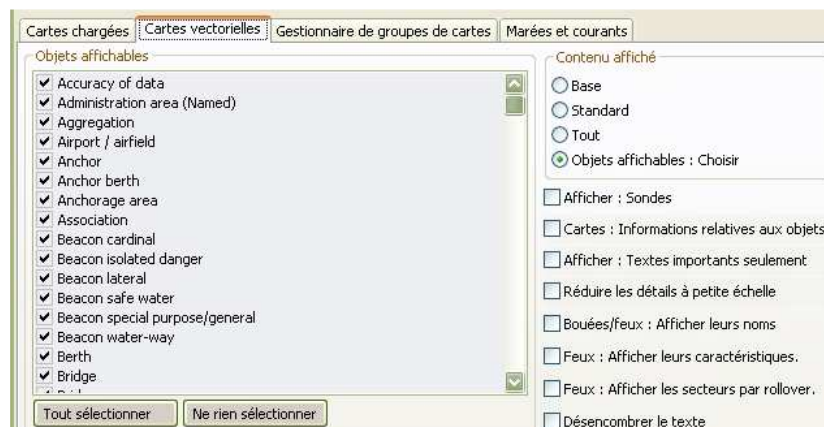 Cartes chargées Cartes vectorielles Gestionnaire de groupes de cartes Marées et courants
Objets affichables
Accuracy of data
Administration area (Named)
Aggregation
Airport / airfield
Anchor
Anchor berth
Anchorage area
Association
Beacon cardinal
Beacon isolated danger
Beacon lateral
Beacon safe water
Beacon special purpose/general
Beacon water-way
Berth
Bridge
Tout sélectionner Ne rien sélectionner
Contenu affiché
Base
Standard
Tout
Objets affichables : Choisir
Afficher : Sondes
Cartes : Informations relatives aux objets
Afficher : Textes importants seulement
Réduire les détails à petite échelle
Bouées/feux : Afficher leurs noms
Feux : Afficher leurs caractéristiques.
Feux : Afficher les secteurs par rollover.
Désencombrer le texte